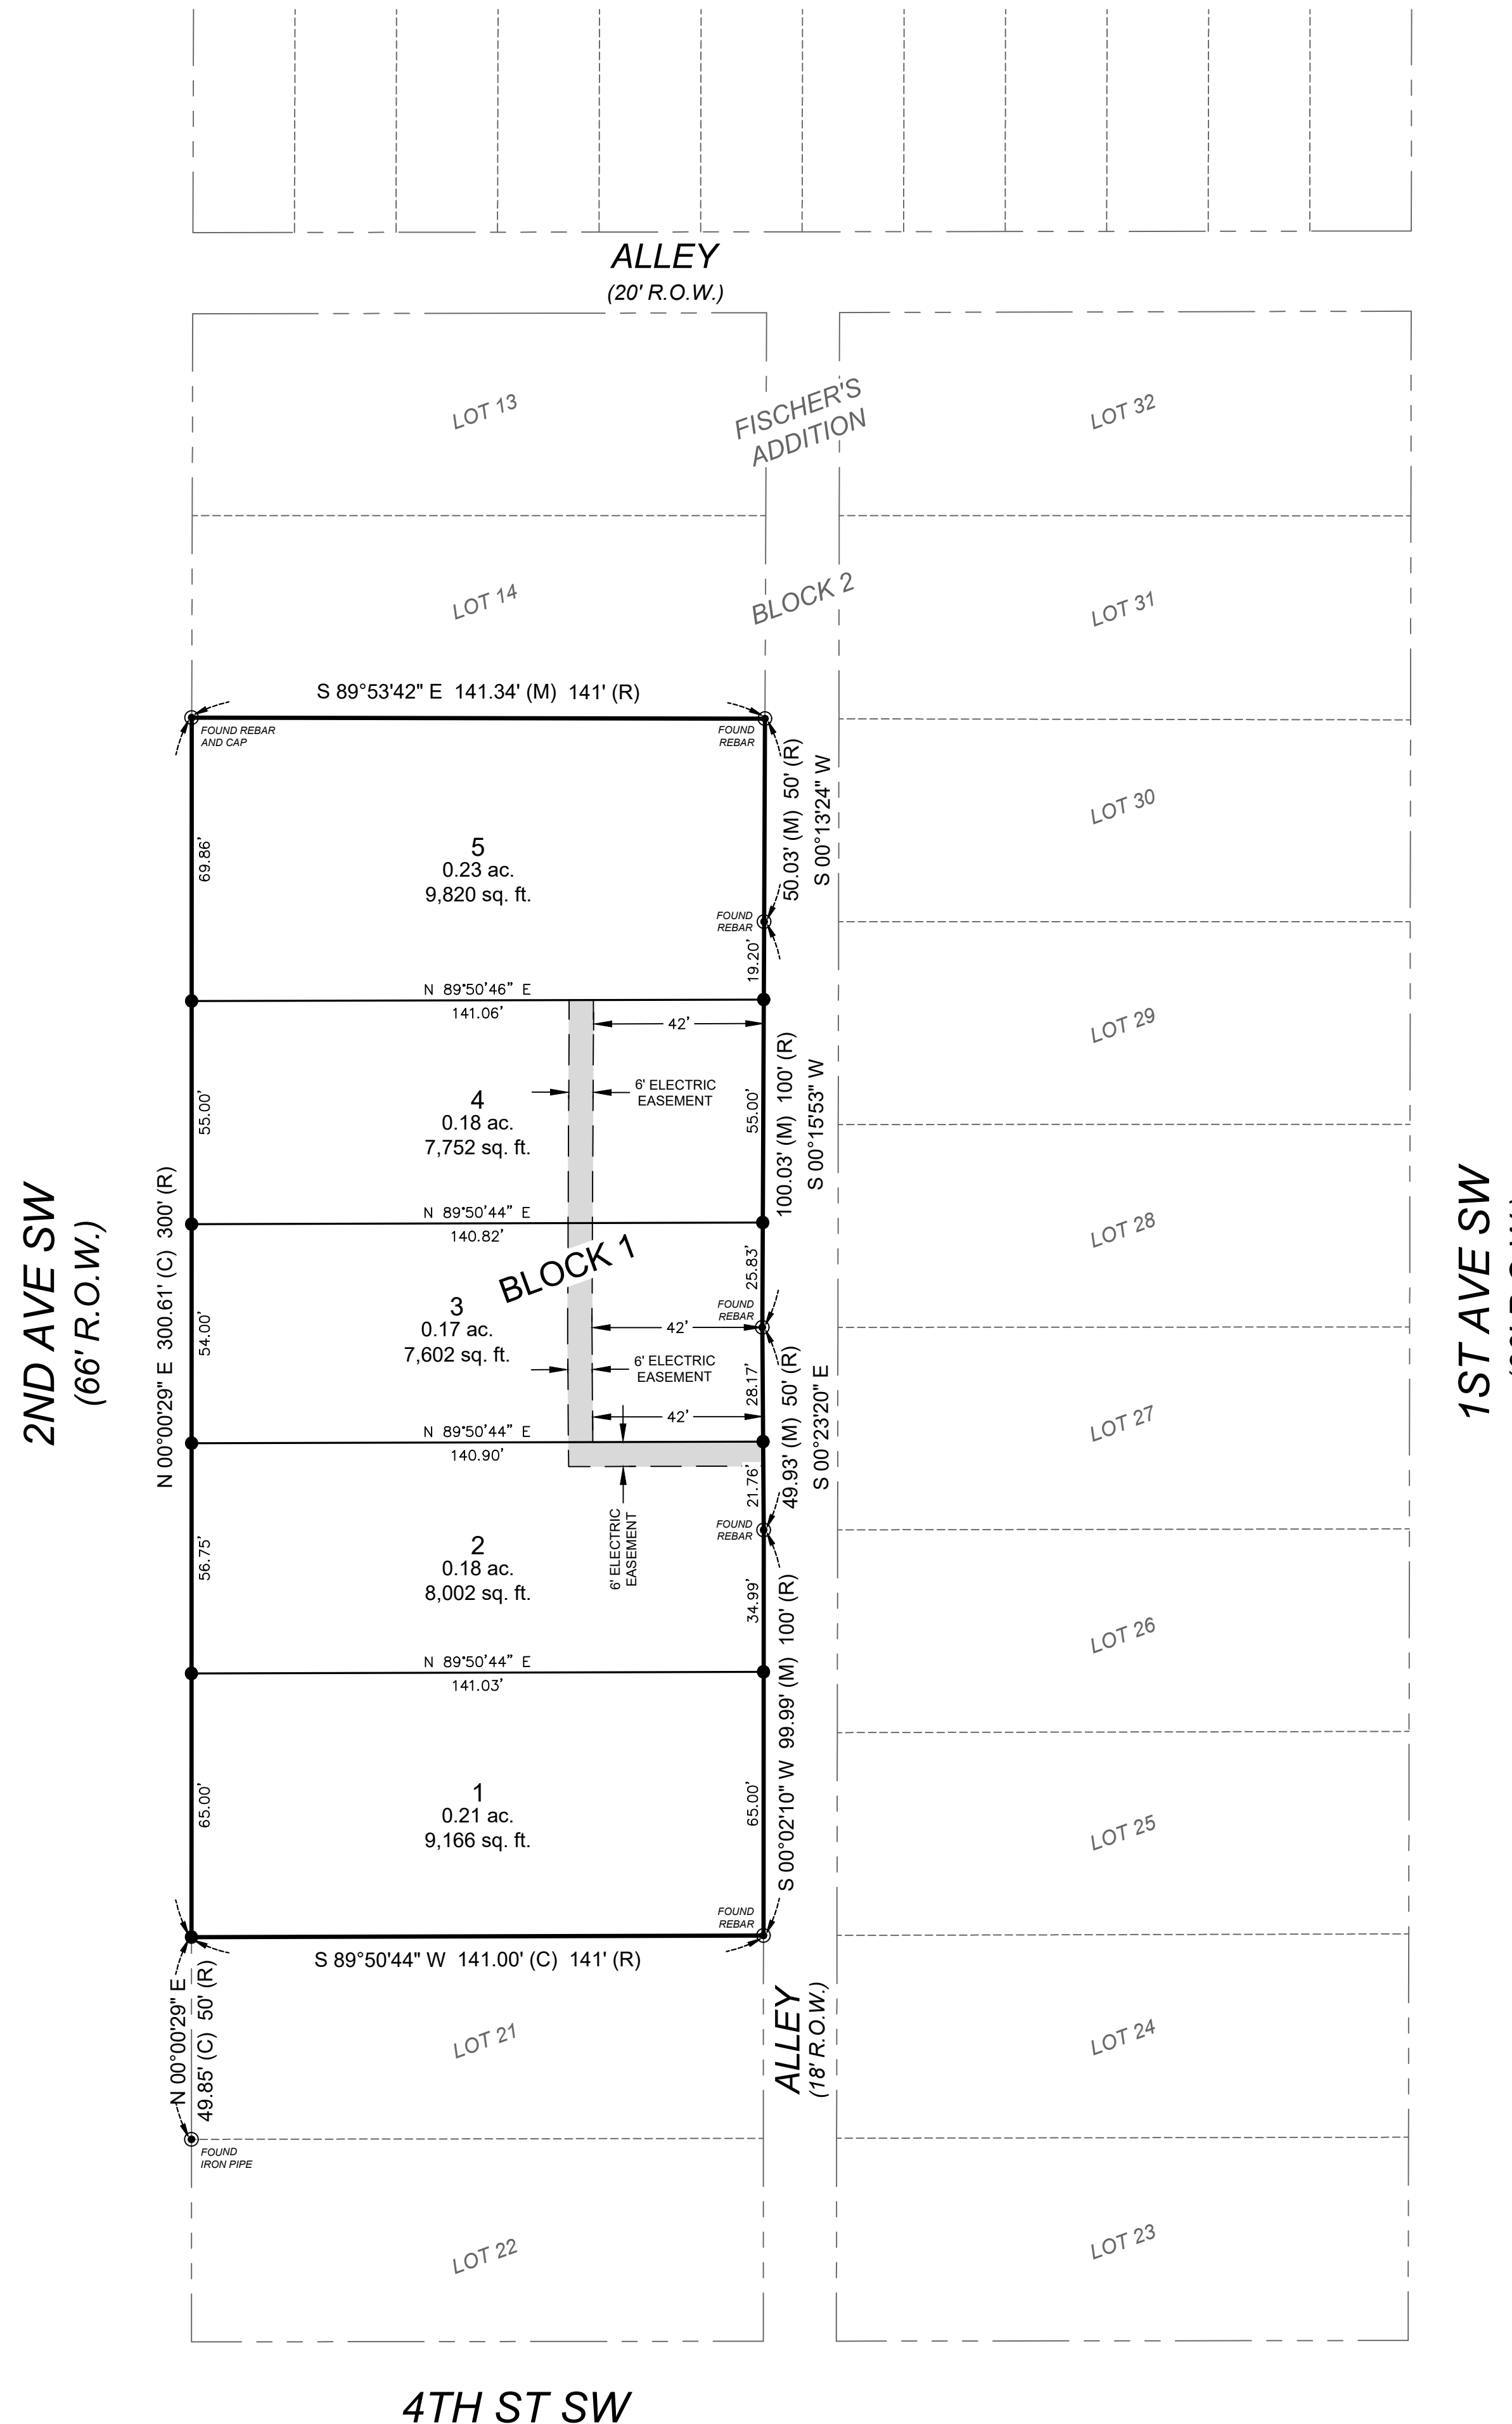 ALLEY
(20' R.O.W.)
LOT 13
FISCHER'S
ADDITION
LOT 32
LOT 14
BLOCK 2
LOT 31
S 89°53'42" E 141.34' (M) 141' (R)
FOUND REBAR
AND CAP
FOUND
REBAR
50.03' (M) 50' (R)
S 00°13'24" W
LOT 30
69.86'
5
0.23 ac.
9,820 sq. ft.
FOUND
REBAR
19.20'
N 89°50'46" E
141.06'
42'
LOT 29
6' ELECTRIC
EASEMENT
4
0.18 ac.
7,752 sq. ft.
55.00'
55.00'
100.03' (M) 100' (R)
S 00°15'53" W
2ND AVE SW
(66' R.O.W.)
N 00°00'29" E 300.61' (C) 300' (R)
N 89°50'44" E
140.82'
BLOCK 1
25.83'
LOT 28
1ST AVE SW
3
0.17 ac.
7,602 sq. ft.
54.00'
FOUND
REBAR
42'
6' ELECTRIC
EASEMENT
28.17'
42'
49.93' (M) 50' (R)
S 00°23'20" E
LOT 27
N 89°50'44" E
140.90'
21.76'
FOUND
REBAR
6' ELECTRIC
EASEMENT
56.75'
2
0.18 ac.
8,002 sq. ft.
34.99'
LOT 26
N 89°50'44" E
141.03'
S 00°02'10" W 99.99' (M) 100' (R)
65.00'
1
0.21 ac.
9,166 sq. ft.
65.00'
LOT 25
FOUND
REBAR
S 89°50'44" W 141.00' (C) 141' (R)
N 00°00'29" E
49.85' (C) 50' (R)
LOT 21
ALLEY
(18' R.O.W.)
LOT 24
FOUND
IRON PIPE
LOT 22
LOT 23
4TH ST SW